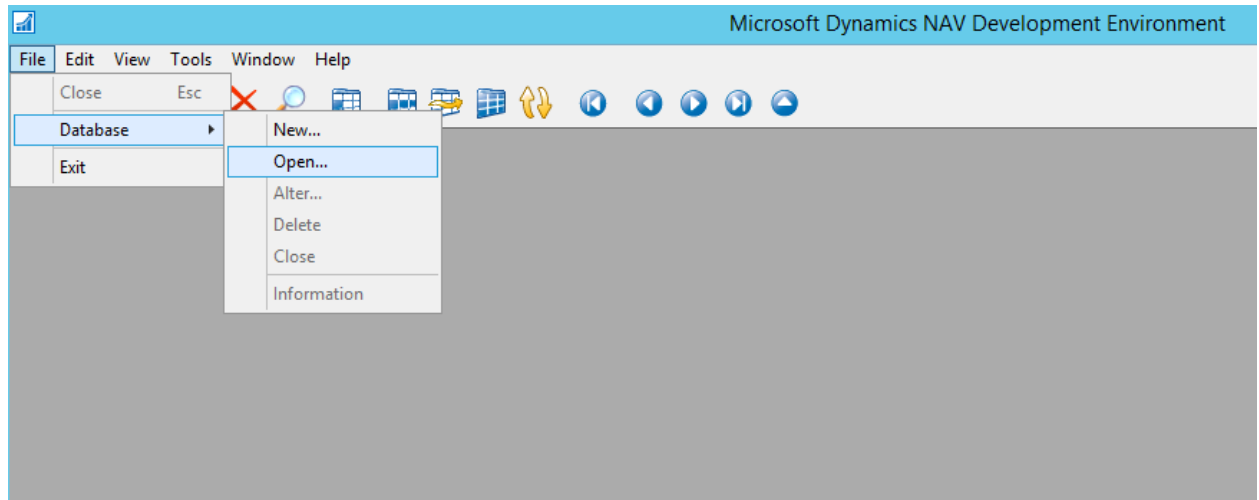 Microsoft Dynamics NAV Development Environment
File Edit View Tools Window Help
Close Esc
Database
Exit
New...
Open...
Alter...
Delete
Close
Information